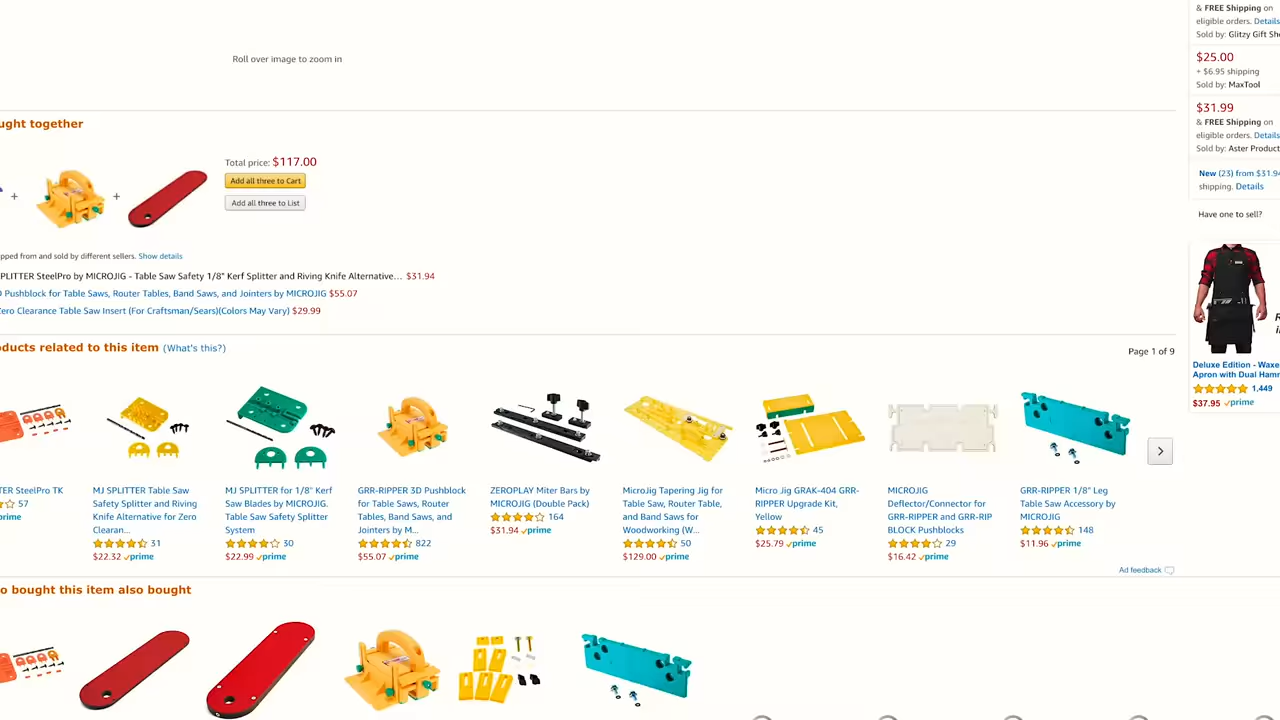 & FREE Shipping on
eligible orders. Details
Sold by: Glitzy Gift Sh
$25.00
+ $6.95 shipping
Sold by: MaxTool
$31.99
& FREE Shipping on
eligible orders. Details
Sold by: Aster Product
New (23) from $31.94
shipping. Details
Have one to sell?
Roll over image to zoom in
ught together
Total price: $117.00
Add all three to Cart
Add all three to List
+
+
pped from and sold by different sellers. Show details
PLITTER SteelPro by MICROJIG - Table Saw Safety 1/8" Kerf Splitter and Riving Knife Alternative… $31.94
Pushblock for Table Saws, Router Tables, Band Saws, and Jointers by MICROJIG $55.07
ero Clearance Table Saw Insert (For Craftsman/Sears)(Colors May Vary) $29.99
Deluxe Edition - Waxe
Apron with Dual Hamm
1,449
$37.95 prime
ducts related to this item (What's this?)
Page 1 of 9
TER SteelPro TK
57
rime
MJ SPLITTER Table Saw
Safety Splitter and Riving
Knife Alternative for Zero
Clearan...
31
$22.32 prime
MJ SPLITTER for 1/8" Kerf
Saw Blades by MICROJIG.
Table Saw Safety Splitter
System
30
$22.99 prime
GRR-RIPPER 3D Pushblock
for Table Saws, Router
Tables, Band Saws, and
Jointers by M...
822
$55.07 prime
ZEROPLAY Miter Bars by
MICROJIG (Double Pack)
164
$31.94 prime
MicroJig Tapering Jig for
Table Saw, Router Table,
and Band Saws for
Woodworking (W...
50
$129.00 prime
Micro Jig GRAK-404 GRR-
RIPPER Upgrade Kit,
Yellow
45
$25.79 prime
MICROJIG
Deflector/Connector for
GRR-RIPPER and GRR-RIP
BLOCK Pushblocks
29
$16.42 prime
GRR-RIPPER 1/8" Leg
Table Saw Accessory by
MICROJIG
148
$11.96 prime
Ad feedback
o bought this item also bought